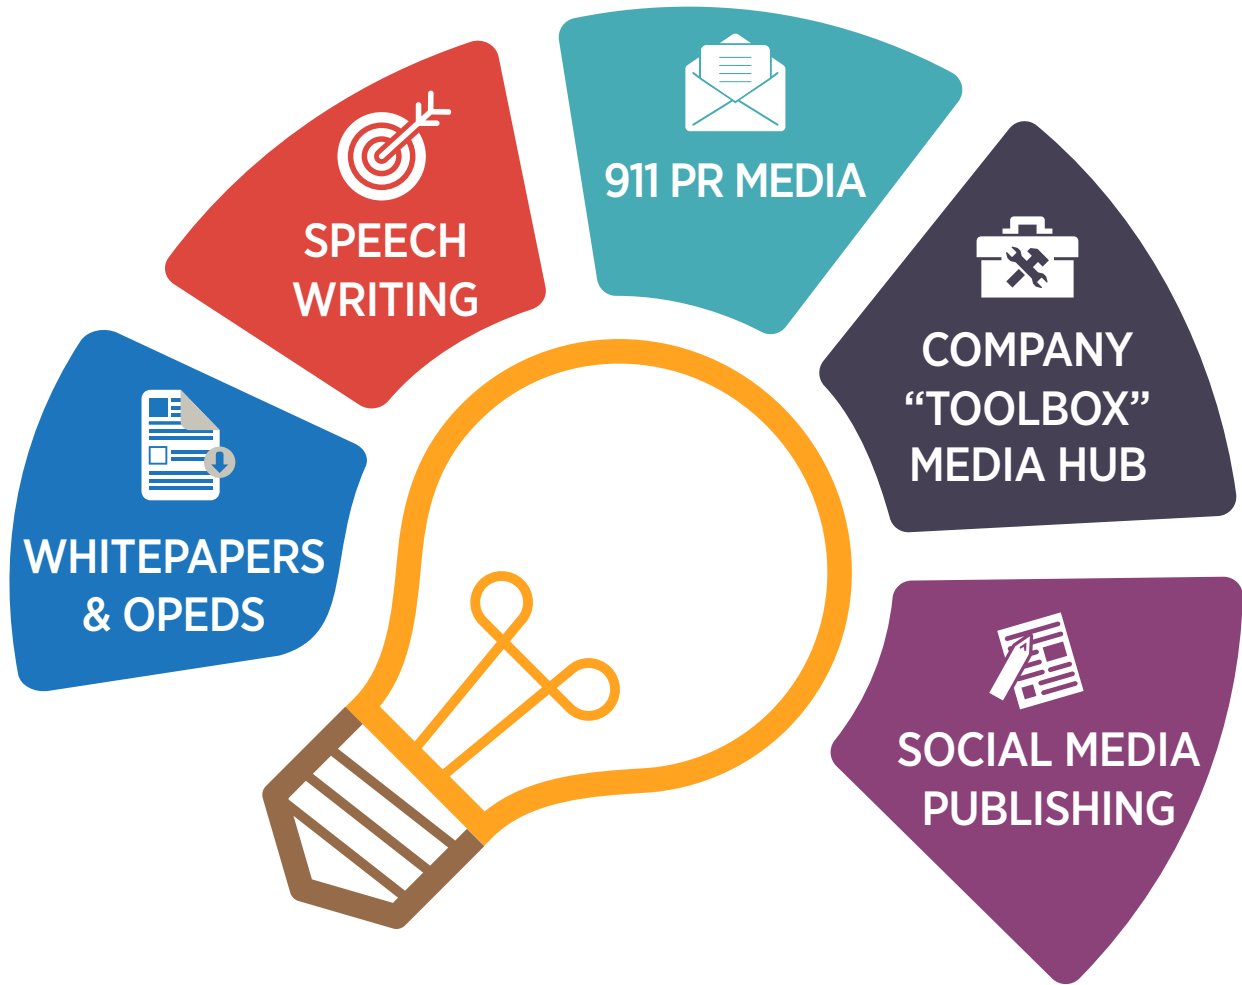 WHITEPAPERS
& OPEDS
SPEECH
WRITING
911 PR MEDIA
COMPANY
“TOOLBOX”
MEDIA HUB
SOCIAL MEDIA
PUBLISHING